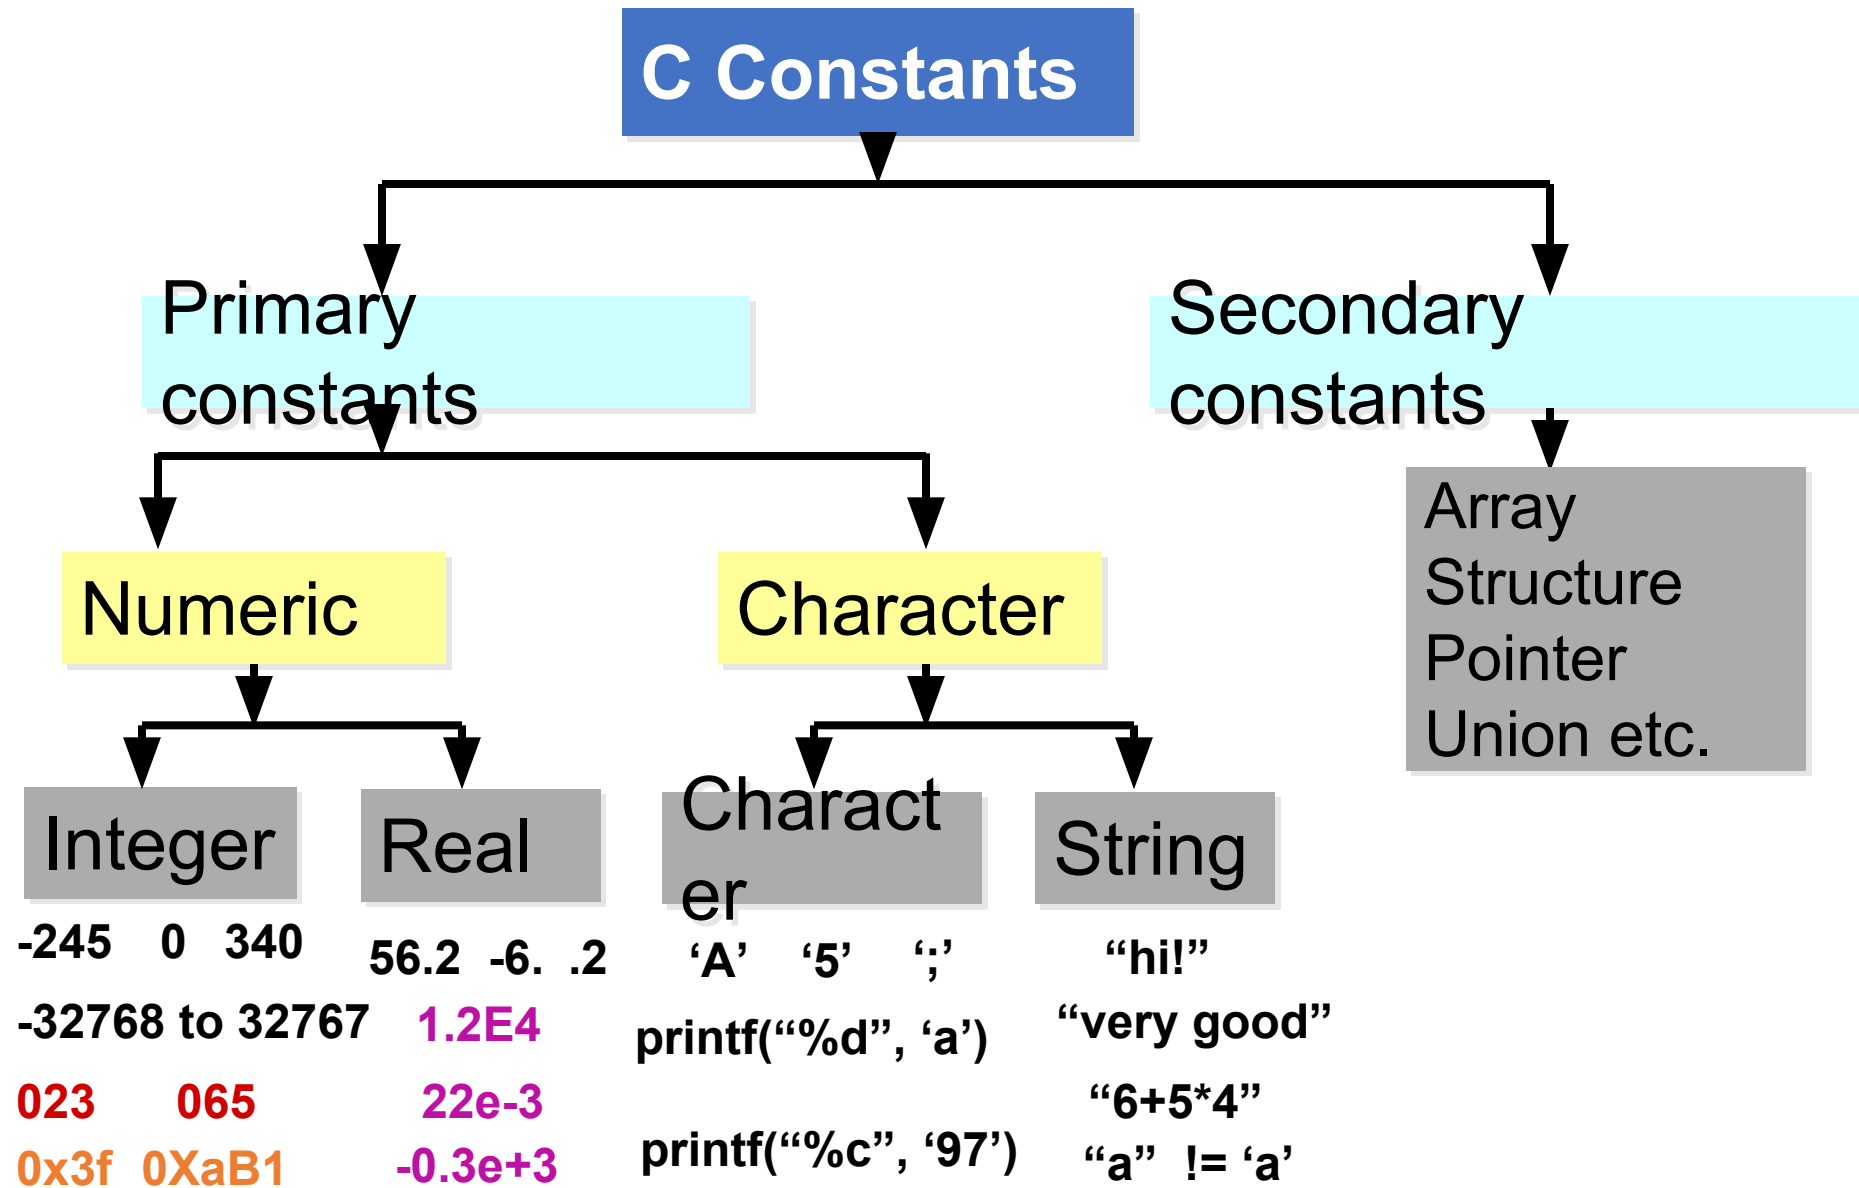 C Constants
Primary
constants
Secondary
constants
Numeric
Character
Array
Structure
Pointer
Union etc.
Integer
Real
Charact
er
String
-245 0 340
-32768 to 32767
023 065
0x3f 0XaB1
56.2 -6. .2
1.2E4
22e-3
-0.3e+3
‘A’ ‘5’ ‘;’
printf(“%d”, ‘a’)
printf(“%c”, ‘97’)
“hi!”
“very good”
“6+5*4”
“a” != ‘a’